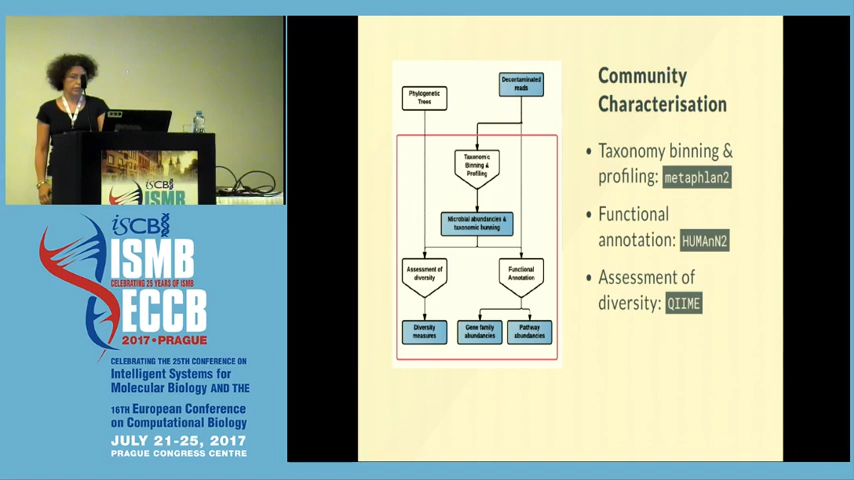 iSCB
ISMB
iSCB
ISMB
CELEBRATING 25 YEARS OF ISMB
ECCB
2017 • PRAGUE
CELEBRATING THE 25TH CONFERENCE ON
Intelligent Systems for
Molecular Biology AND THE
16TH European Conference
on Computational Biology
JULY 21-25, 2017
PRAGUE CONGRESS CENTRE
Phylogenetic
Trees
Decontaminated
reads
Taxonomic
Binning &
Profiling
Microbial abundances &
taxonomic binning
Assessment of
diversity
Functional
Annotation
Diversity
measures
Gene family
abundances
Pathway
abundances
Community
Characterisation
• Taxonomy binning &
profiling: metaphlan2
• Functional
annotation: HUMAnN2
• Assessment of
diversity: QIIME